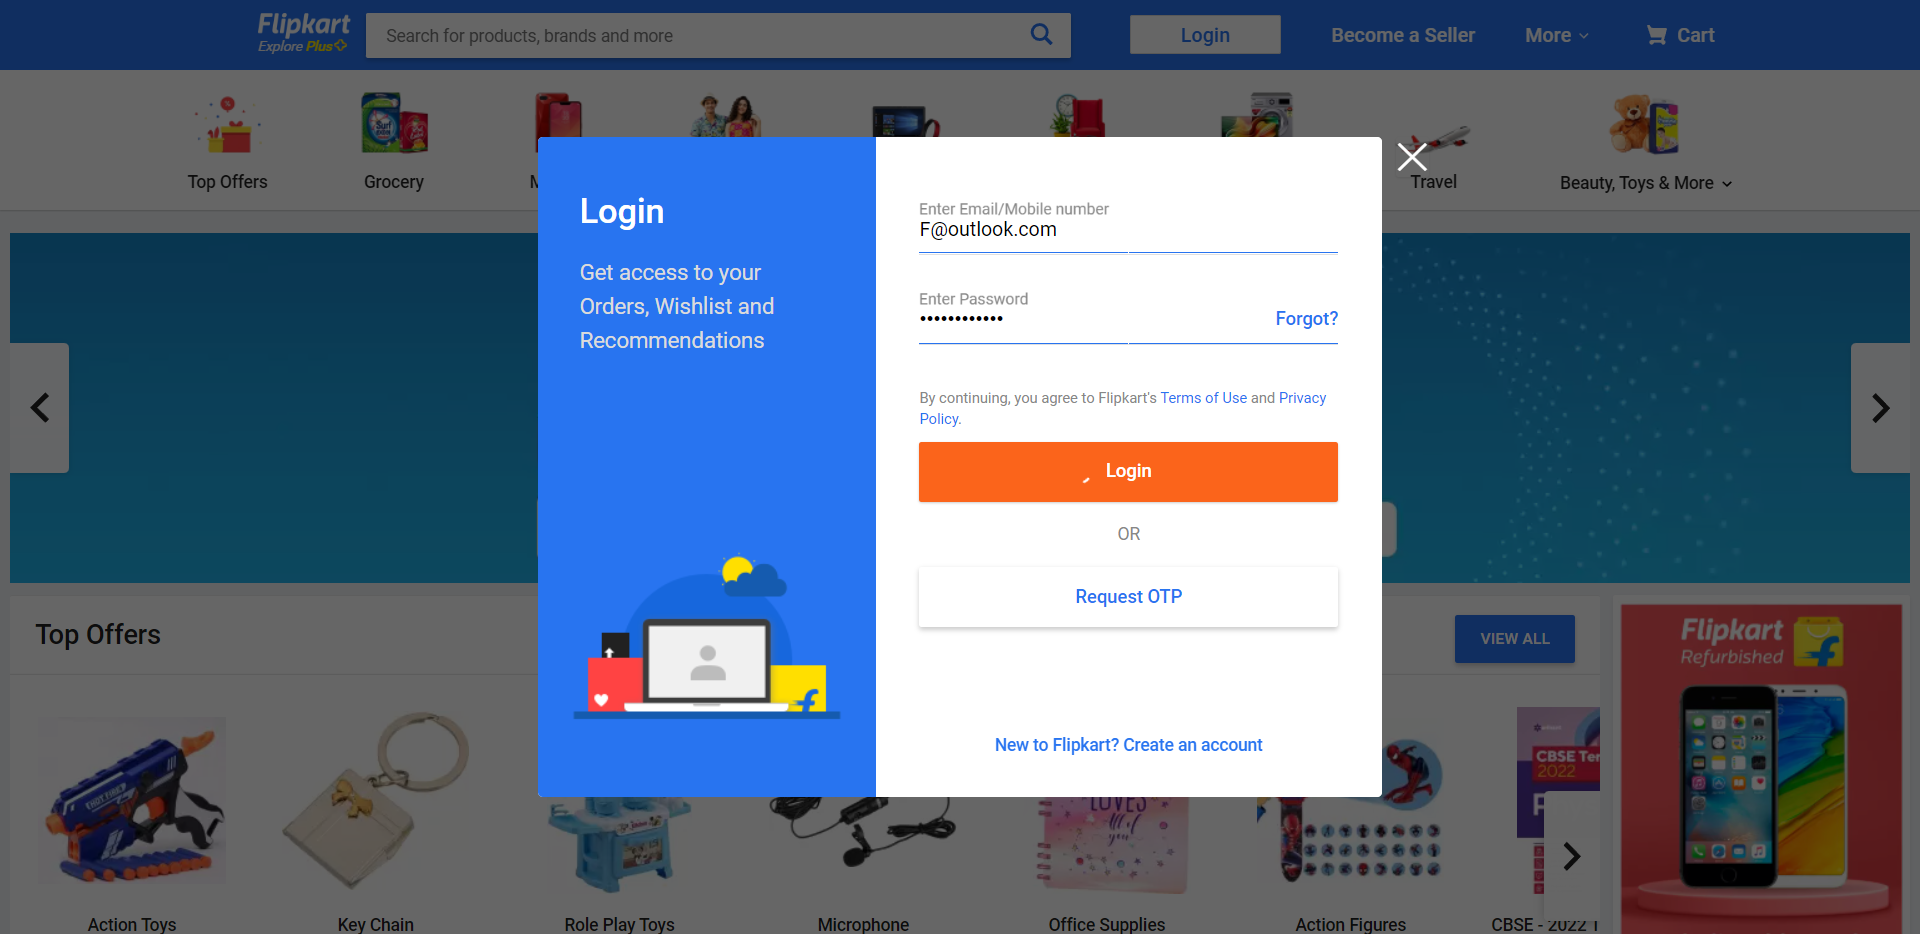 Flipkart
Explore Plus
Search for products, brands and more
Login
Become a Seller
More
Cart
Top Offers
Grocery
Travel
Beauty, Toys & More
Login
Get access to your
Orders, Wishlist and
Recommendations
Enter Email/Mobile number
F@outlook.com
Enter Password
••••••••••••
Forgot?
By continuing, you agree to Flipkart's Terms of Use and Privacy
Policy.
Login
OR
Request OTP
New to Flipkart? Create an account
Top Offers
VIEW ALL
Flipkart
Refurbished
CBSE
2022
LOVES
Action Toys
Key Chain
Role Play Toys
Microphone
Office Supplies
Action Figures
CBSE - 2022